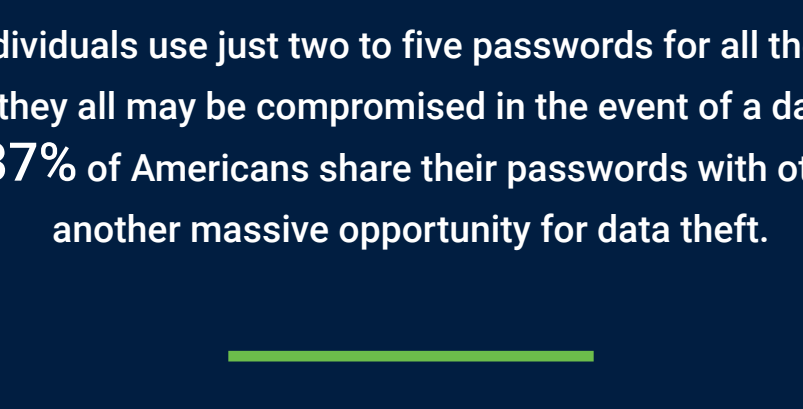 dividuals use just two to five passwords for all th
they all may be compromised in the event of a da
37% of Americans share their passwords with ot
another massive opportunity for data theft.